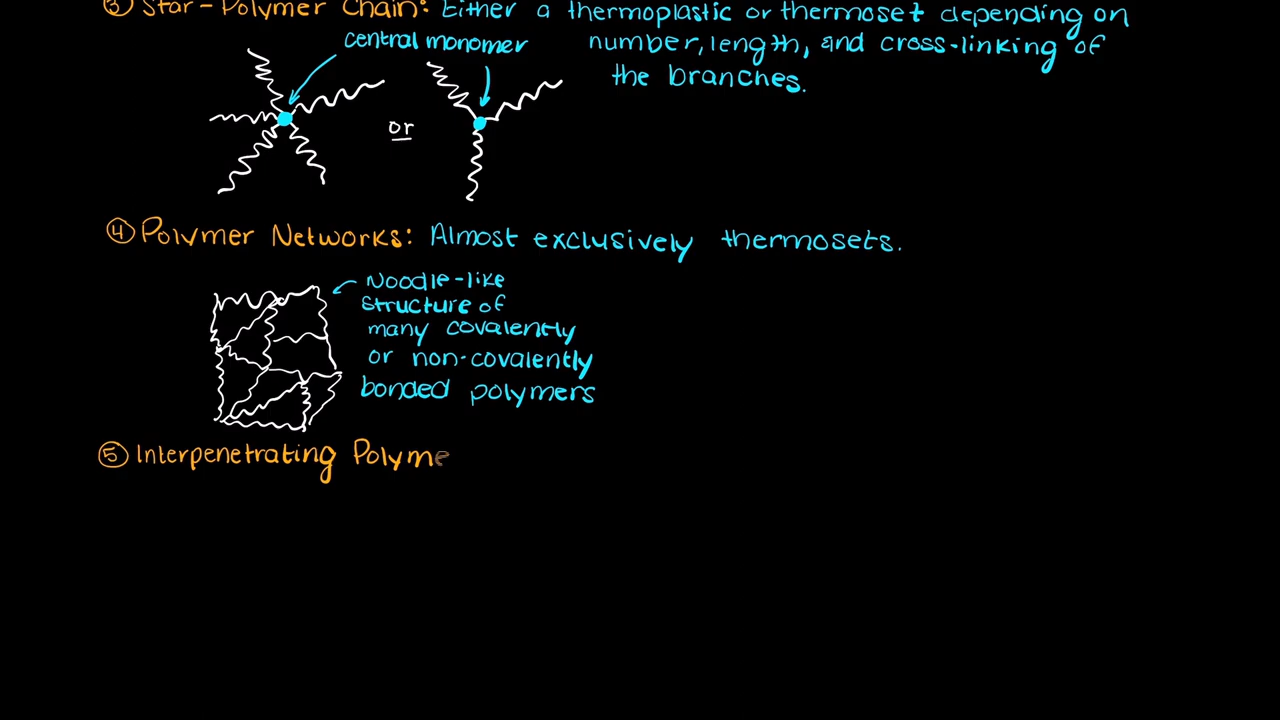 ③ Star-Polymer Chain: Either a thermoplastic or thermoset depending on
central monomer number, length, and cross-linking of
the branches.
or
④ Polymer Networks: Almost exclusively thermosets.
Noodle-like
structure of
many covalently
or non-covalently
bonded polymers
⑤ Interpenetrating Polyme